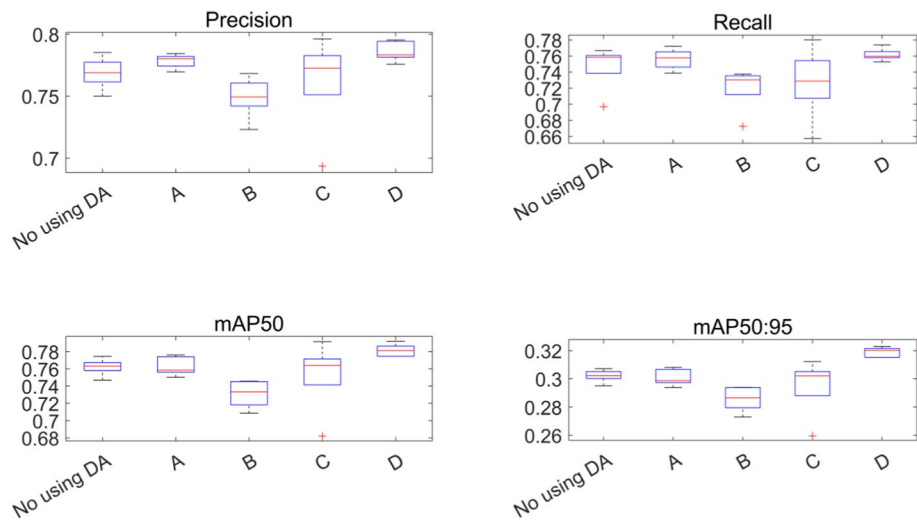 Precision
0.8
0.75
0.7
No using DA
A
B
C
D
Recall
0.78
0.76
0.74
0.72
0.7
0.68
0.66
No using DA
A
B
C
D
mAP50
0.78
0.76
0.74
0.72
0.7
0.68
No using DA
A
B
C
D
mAP50:95
0.32
0.3
0.28
0.26
No using DA
A
B
C
D